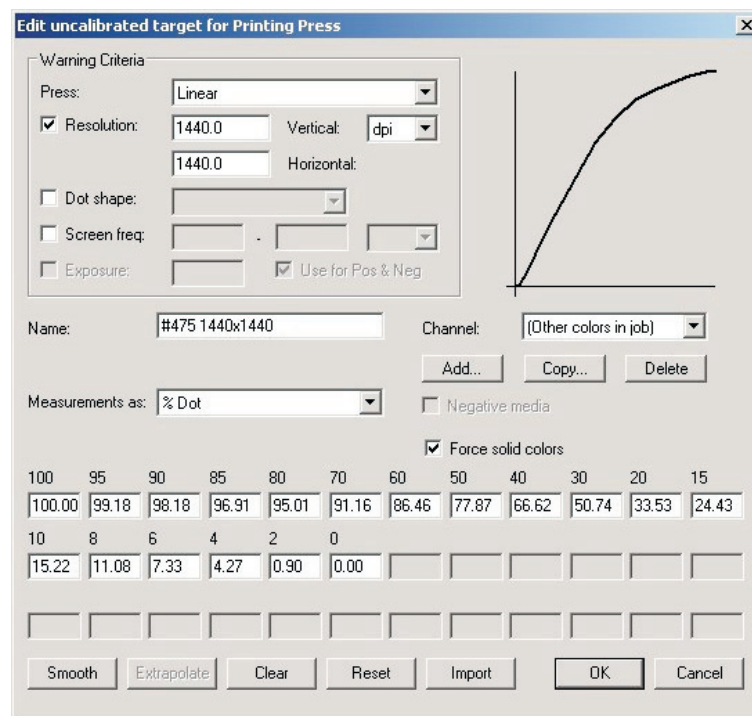 Edit uncalibrated target for Printing Press
Warning Criteria
Press: Linear
Resolution: 1440.0 Vertical: dpi
1440.0 Horizontal:
Dot shape:
Screen freq: .
Exposure: Use for Pos & Neg
Name: #475 1440x1440 Channel: (Other colors in job)
Add... Copy... Delete
Measurements as: % Dot Negative media
Force solid colors
100 95 90 85 80 70 60 50 40 30 20 15
100.00 99.18 98.18 96.91 95.01 91.16 86.46 77.87 66.62 50.74 33.53 24.43
10 8 6 4 2 0
15.22 11.08 7.33 4.27 0.90 0.00
Smooth Extrapolate Clear Reset Import OK Cancel